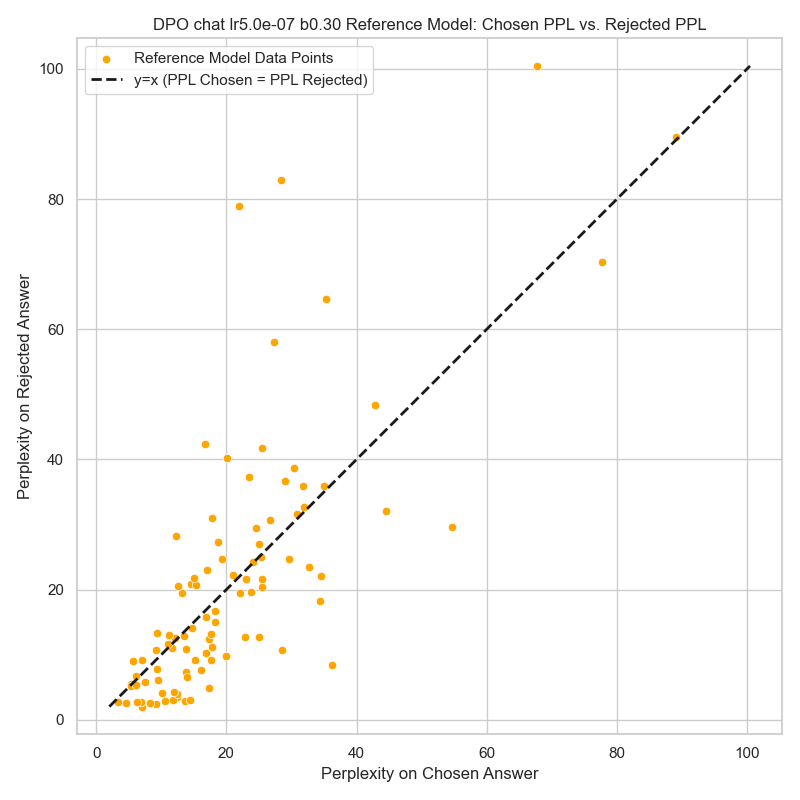 DPO chat lr5.0e-07 b0.30 Reference Model: Chosen PPL vs. Rejected PPL
Reference Model Data Points
y=x (PPL Chosen = PPL Rejected)
100
80
60
40
20
0
Perplexity on Rejected Answer
0 20 40 60 80 100
Perplexity on Chosen Answer